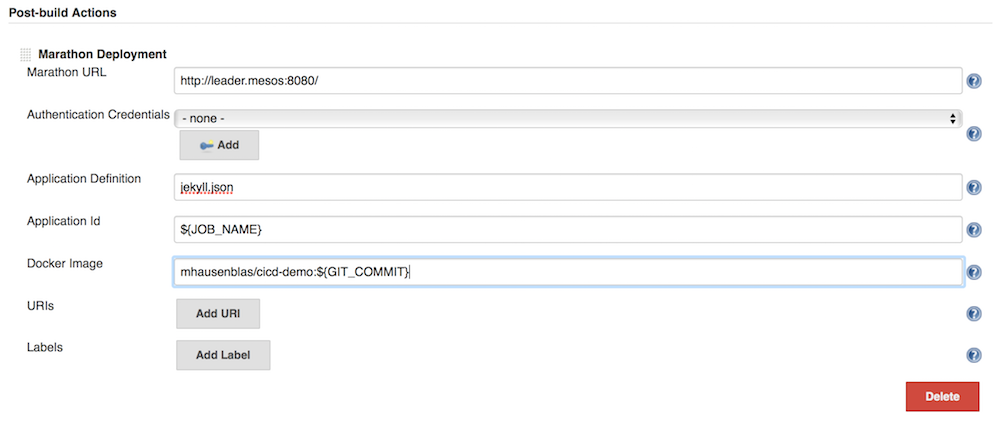 Post-build Actions
Marathon Deployment
Marathon URL
http://leader.mesos:8080/
Authentication Credentials
- none -
Add
Application Definition
jekyll.json
Application Id
${JOB_NAME}
Docker Image
mhausenblas/cicd-demo:${GIT_COMMIT}
URIs
Add URI
Labels
Add Label
Delete